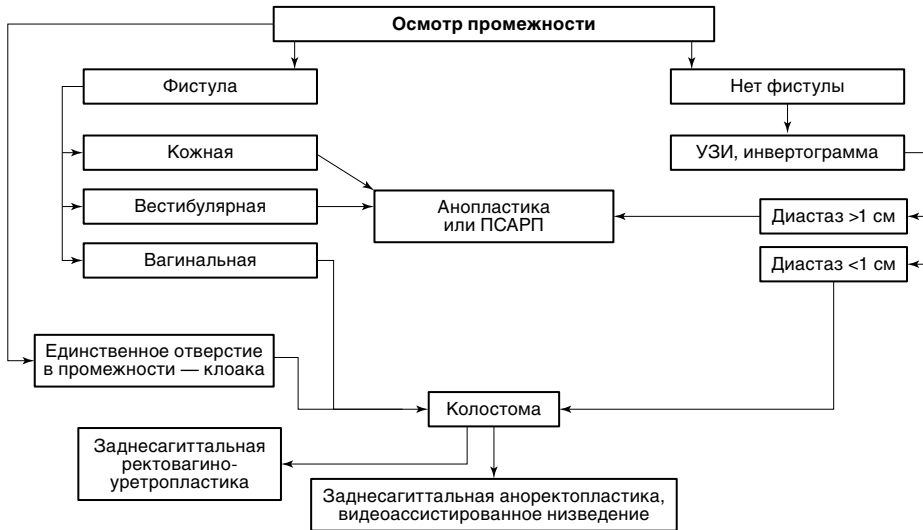 Осмотр промежности
Фистула
Нет фистулы
Кожная
УЗИ, инвертограмма
Вестибулярная
Анопластика
или ПСАРП
Диастаз >1 см
Вагинальная
Диастаз <1 см
Единственное отверстие
в промежности — клоака
Колостома
Заднесагиттальная
ректовагино-
уретропластика
Заднесагиттальная аноректопластика,
видеоассистированное низведение